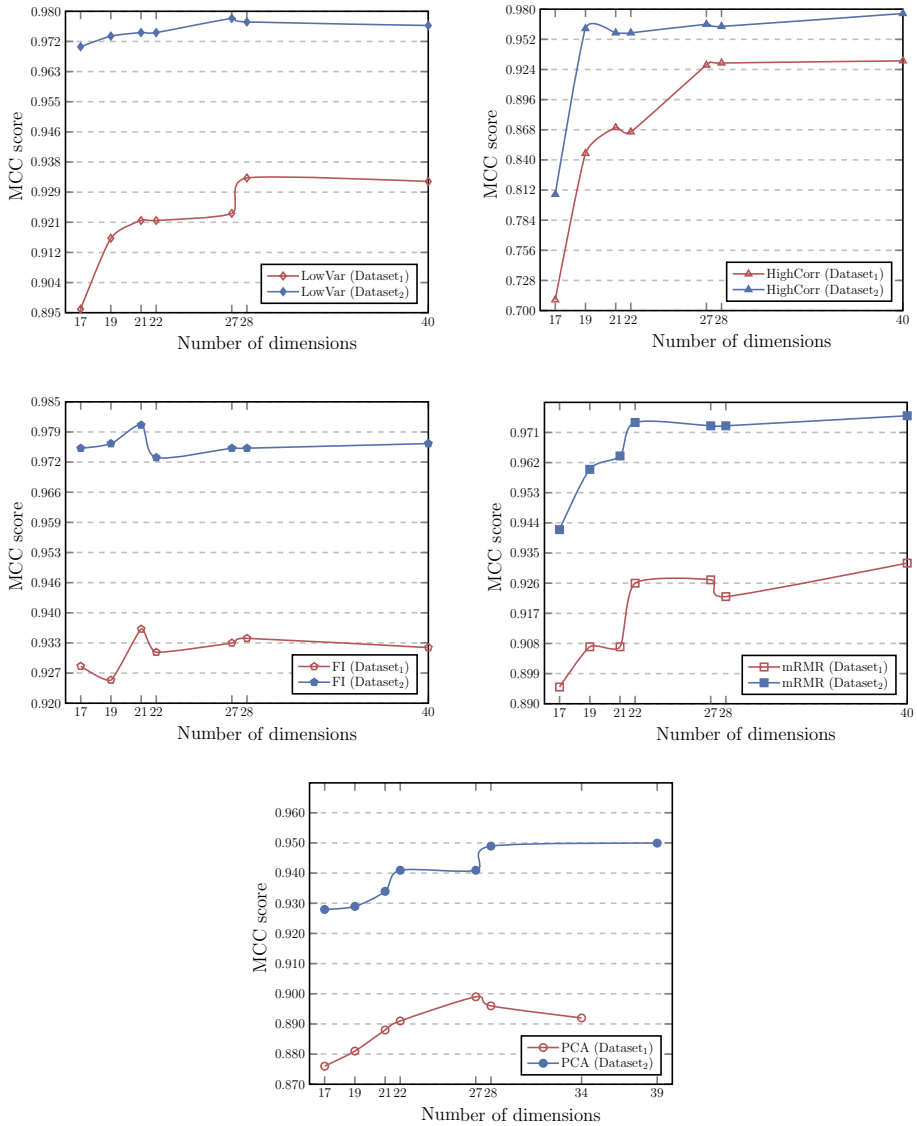 MCC score
0.980
0.972
0.963
0.955
0.946
0.938
0.929
0.921
0.912
0.904
0.895
LowVar (Dataset₁)
LowVar (Dataset₂)
17 19 21 22 27 28 40
Number of dimensions
MCC score
0.980
0.952
0.924
0.896
0.868
0.840
0.812
0.784
0.756
0.728
0.700
HighCorr (Dataset₁)
HighCorr (Dataset₂)
17 19 21 22 27 28 40
Number of dimensions
MCC score
0.985
0.979
0.972
0.966
0.959
0.953
0.946
0.940
0.933
0.927
0.920
FI (Dataset₁)
FI (Dataset₂)
17 19 21 22 27 28 40
Number of dimensions
MCC score
0.971
0.962
0.953
0.944
0.935
0.926
0.917
0.908
0.899
0.890
mRMR (Dataset₁)
mRMR (Dataset₂)
17 19 21 22 27 28 40
Number of dimensions
MCC score
0.960
0.950
0.940
0.930
0.920
0.910
0.900
0.890
0.880
0.870
PCA (Dataset₁)
PCA (Dataset₂)
17 19 21 22 27 28 34 39
Number of dimensions